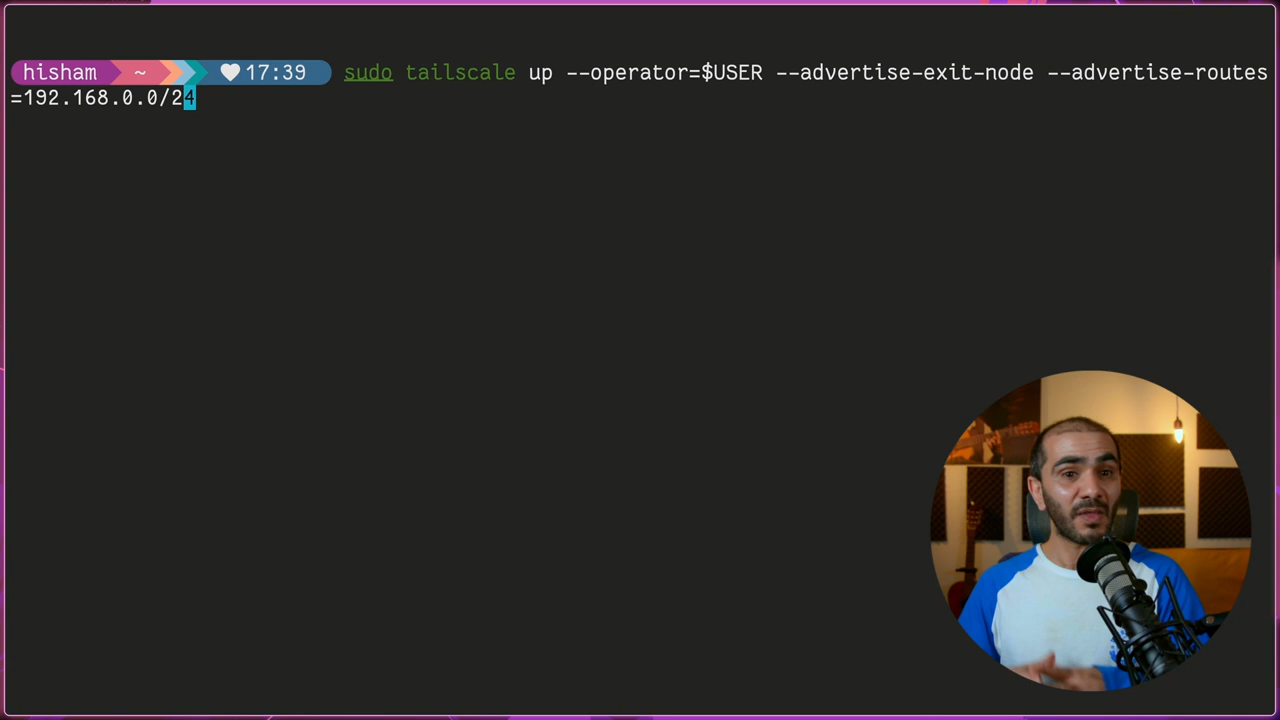 hisham ~ 17:39 sudo tailscale up --operator=$USER --advertise-exit-node --advertise-routes
=192.168.0.0/24